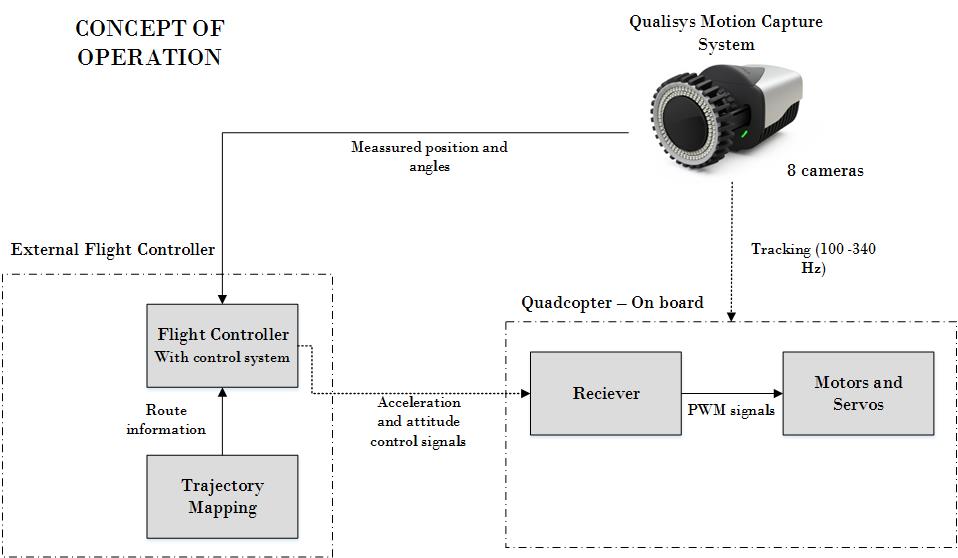 CONCEPT OF
OPERATION
Qualisys Motion Capture
System
Meassured position and
angles
8 cameras
External Flight Controller
Tracking (100 -340
Hz)
Quadcopter – On board
Flight Controller
With control system
Reciever
Motors and
Servos
PWM signals
Acceleration
and attitude
control signals
Route
information
Trajectory
Mapping